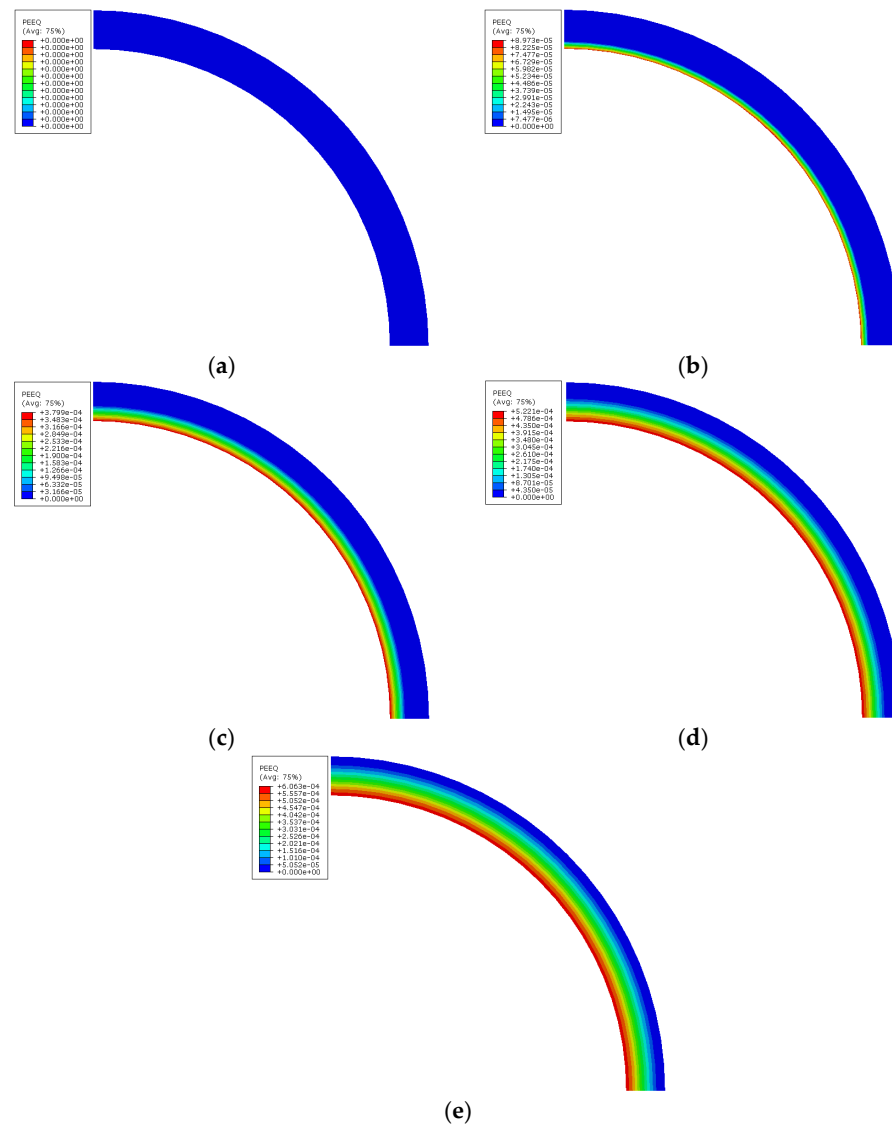 PEEQ
(Avg: 75%)
+0.000e+00
+0.000e+00
+0.000e+00
+0.000e+00
+0.000e+00
+0.000e+00
+0.000e+00
+0.000e+00
+0.000e+00
+0.000e+00
+0.000e+00
+0.000e+00
+0.000e+00
(a)
PEEQ
(Avg: 75%)
+8.973e-05
+8.225e-05
+7.477e-05
+6.729e-05
+5.982e-05
+5.234e-05
+4.486e-05
+3.739e-05
+2.991e-05
+2.243e-05
+1.495e-05
+7.477e-06
+0.000e+00
(b)
PEEQ
(Avg: 75%)
+3.799e-04
+3.483e-04
+3.166e-04
+2.849e-04
+2.533e-04
+2.216e-04
+1.900e-04
+1.583e-04
+1.266e-04
+9.498e-05
+6.332e-05
+3.166e-05
+0.000e+00
(c)
PEEQ
(Avg: 75%)
+5.221e-04
+4.786e-04
+4.350e-04
+3.915e-04
+3.480e-04
+3.045e-04
+2.610e-04
+2.175e-04
+1.740e-04
+1.305e-04
+8.701e-05
+4.350e-05
+0.000e+00
(d)
PEEQ
(Avg: 75%)
+6.063e-04
+5.557e-04
+5.052e-04
+4.547e-04
+4.042e-04
+3.537e-04
+3.031e-04
+2.526e-04
+2.021e-04
+1.516e-04
+1.010e-04
+5.052e-05
+0.000e+00
(e)